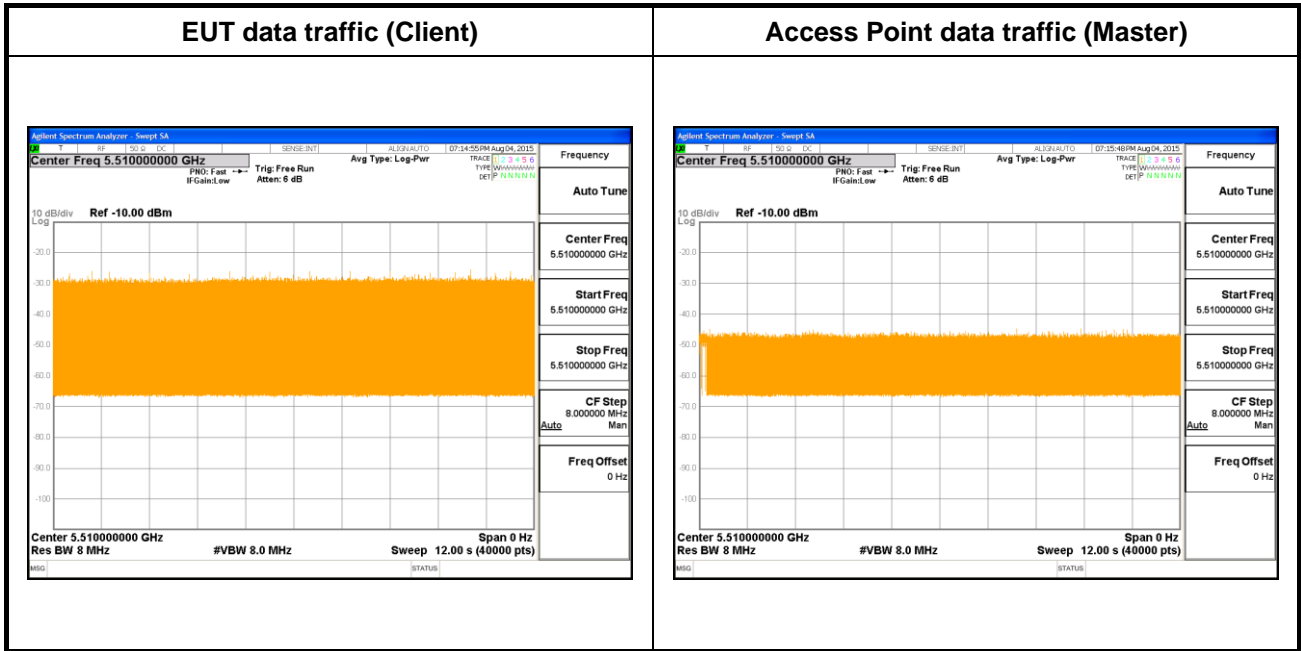 EUT data traffic (Client)
Access Point data traffic (Master)
Agilent Spectrum Analyzer - Swept SA
T RF 50 Ω DC SENSE:INT ALIGN AUTO 07:14:55 PM Aug 04, 2015
Center Freq 5.510000000 GHz
PNO: Fast
IFGain:Low
Trig: Free Run
Atten: 6 dB
Avg Type: Log-Pwr
TRACE 1 2 3 4 5 6
TYPE
DET P N N N N N
10 dB/div Ref -10.00 dBm
Log
-20.0
-30.0
-40.0
-50.0
-60.0
-70.0
-80.0
-90.0
-100
Center 5.510000000 GHz Span 0 Hz
Res BW 8 MHz #VBW 8.0 MHz Sweep 12.00 s (40000 pts)
MSG STATUS
Frequency
Auto Tune
Center Freq
5.510000000 GHz
Start Freq
5.510000000 GHz
Stop Freq
5.510000000 GHz
CF Step
8.000000 MHz
Auto Man
Freq Offset
0 Hz
Agilent Spectrum Analyzer - Swept SA
T RF 50 Ω DC SENSE:INT ALIGN AUTO 07:15:48 PM Aug 04, 2015
Center Freq 5.510000000 GHz
PNO: Fast
IFGain:Low
Trig: Free Run
Atten: 6 dB
Avg Type: Log-Pwr
TRACE 1 2 3 4 5 6
TYPE
DET P N N N N N
10 dB/div Ref -10.00 dBm
Log
-20.0
-30.0
-40.0
-50.0
-60.0
-70.0
-80.0
-90.0
-100
Center 5.510000000 GHz Span 0 Hz
Res BW 8 MHz #VBW 8.0 MHz Sweep 12.00 s (40000 pts)
MSG STATUS
Frequency
Auto Tune
Center Freq
5.510000000 GHz
Start Freq
5.510000000 GHz
Stop Freq
5.510000000 GHz
CF Step
8.000000 MHz
Auto Man
Freq Offset
0 Hz